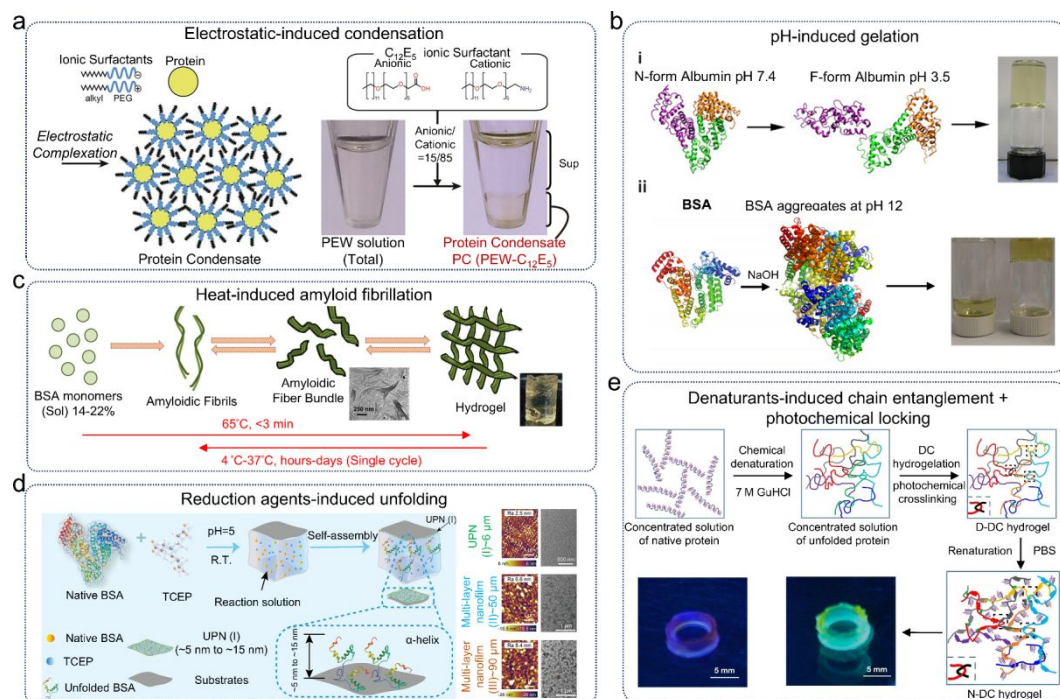 a
Electrostatic-induced condensation
Ionic Surfactants
Protein
alkyl PEG
Electrostatic
Complexation
Protein Condensate
C12E5 ionic Surfactant
Anionic
Cationic
OH
NH2
Anionic/
Cationic
=15/85
Sup
PEW solution
(Total)
Protein Condensate
PC (PEW-C12E5)
b
pH-induced gelation
i
N-form Albumin pH 7.4
F-form Albumin pH 3.5
ii
BSA
BSA aggregates at pH 12
NaOH
c
Heat-induced amyloid fibrillation
BSA monomers
(Sol) 14-22%
Amyloidic Fibrils
Amyloidic
Fiber Bundle
250 nm
Hydrogel
65℃, <3 min
4 ℃-37℃, hours-days (Single cycle)
d
Reduction agents-induced unfolding
Native BSA
TCEP
pH=5
R.T.
Reaction solution
Self-assembly
UPN (I)
Native BSA
TCEP
Unfolded BSA
UPN (I)
(~5 nm to ~15 nm)
Substrates
~5 nm to ~15 nm
α-helix
UPN
(I)~6 µm
Multi-layer
nanofilm
(II)~50 µm
Multi-layer
nanofilm
(III)~90 µm
e
Denaturants-induced chain entanglement +
photochemical locking
Concentrated solution
of native protein
Chemical
denaturation
7 M GuHCl
Concentrated solution
of unfolded protein
DC
hydrogelation
photochemical
crosslinking
D-DC hydrogel
Renaturation
PBS
N-DC hydrogel
5 mm
5 mm